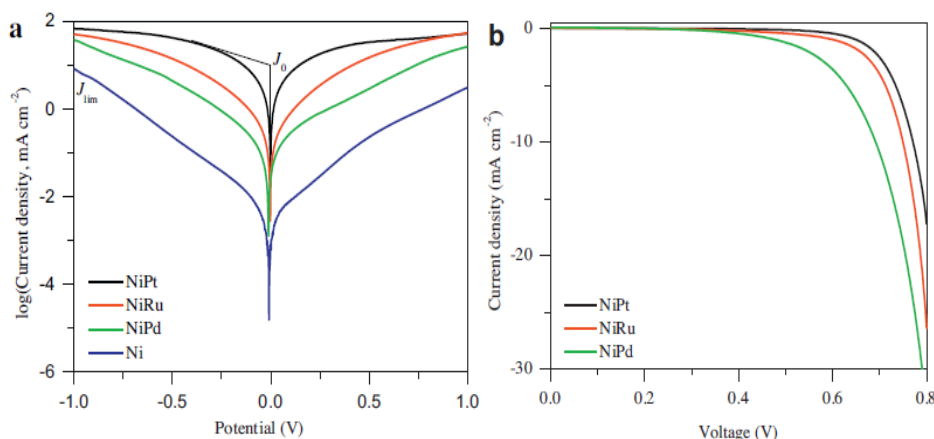 a
log(Current density, mA cm⁻²)
2
0
-2
-4
-6
J₀
Jlim
NiPt
NiRu
NiPd
Ni
-1.0
-0.5
0.0
0.5
1.0
Potential (V)
b
Current density (mA cm⁻²)
0
-10
-20
-30
NiPt
NiRu
NiPd
0.0
0.2
0.4
0.6
0.8
Voltage (V)